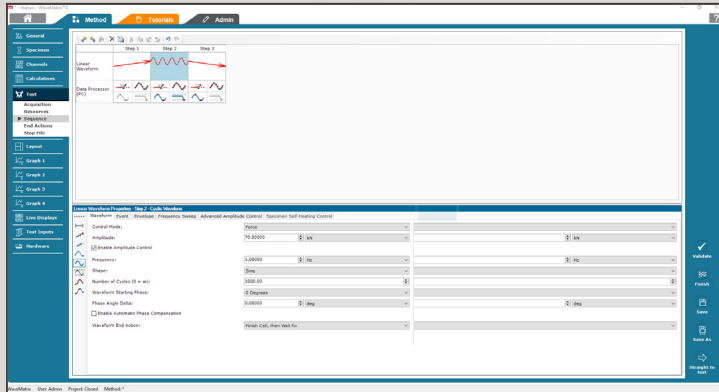 Instron - WaveMatrix™3
Method
Tutorials
Admin
General
Specimen
Channels
Calculations
Test
Acquisition
Resources
Sequence
End Actions
Stop File
Layout
Graph 1
Graph 2
Graph 3
Graph 4
Live Displays
Test Inputs
Hardware
Step 1 Step 2 Step 3
Linear
Waveform
Data Processor
(PC)
Linear Waveform Properties Step 2 - Cyclic Waveform
Waveform Event Envelope Frequency Sweep Advanced Amplitude Control Specimen Self-Heating Control
Control Mode: Force
Amplitude: 70.00000 kN kN
Enable Amplitude Control
Frequency: 1.00000 Hz Hz
Shape: Sine
Number of Cycles (0 = ∞): 1000.00
Waveform Starting Phase: 0 Degrees
Phase Angle Delta: 0.00000 deg deg
Enable Automatic Phase Compensation
Waveform End Action: Finish Cell, then Wait for
Validate
Finish
Save
Save As
Straight to
test
WaveMatrix User: Admin Project: Closed Method: *